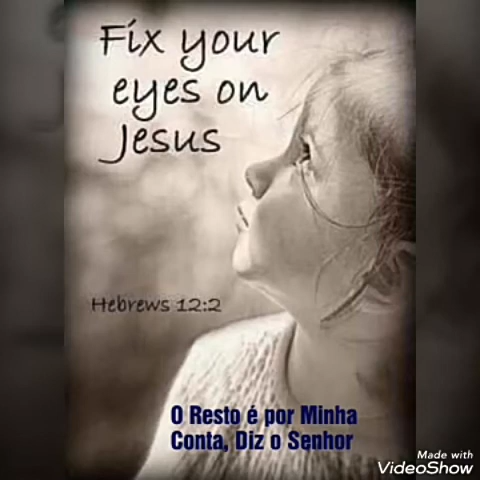 Fix your
eyes on
Jesus
Hebrews 12:2
O Resto é por Minha
Conta, Diz o Senhor
Made with
VideoShow